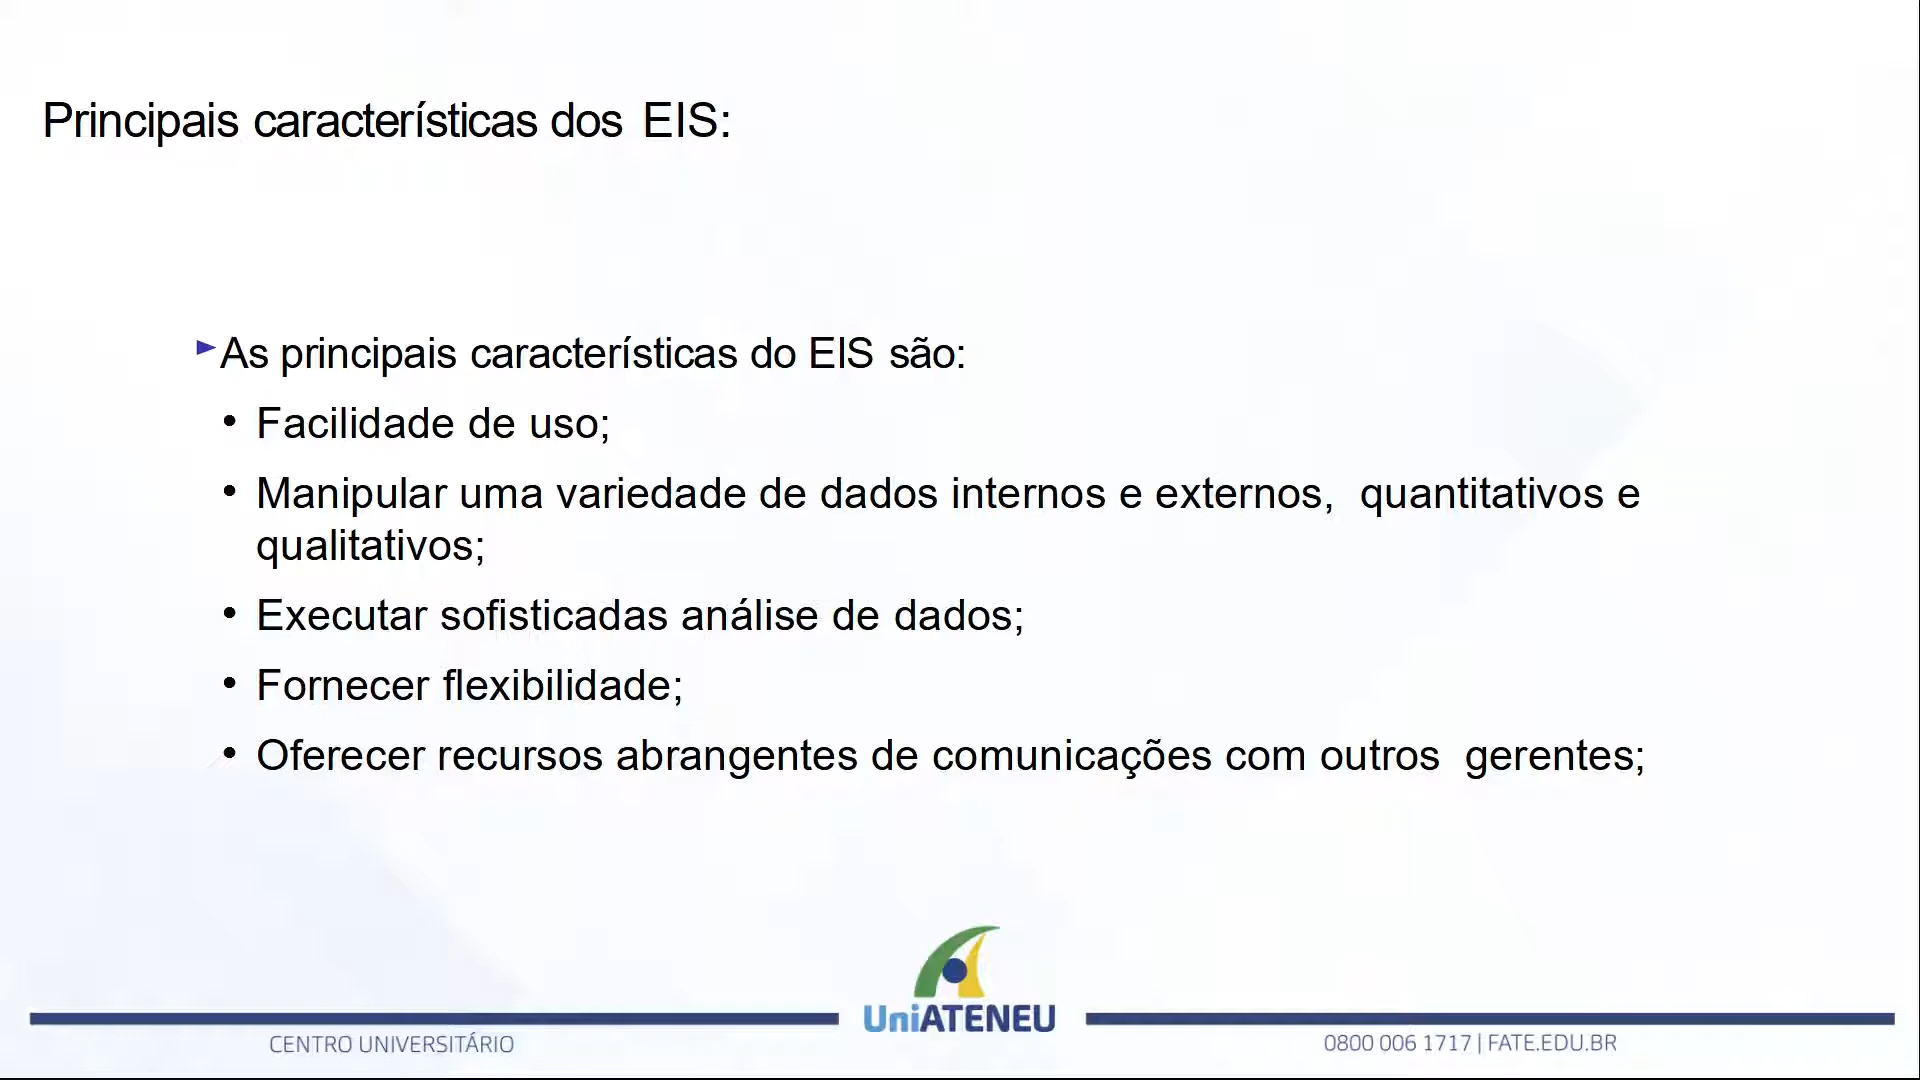 Principais características dos EIS:
►As principais características do EIS são:
• Facilidade de uso;
• Manipular uma variedade de dados internos e externos, quantitativos e
qualitativos;
• Executar sofisticadas análise de dados;
• Fornecer flexibilidade;
• Oferecer recursos abrangentes de comunicações com outros gerentes;
UniATENEU
CENTRO UNIVERSITÁRIO
0800 006 1717 | FATE.EDU.BR